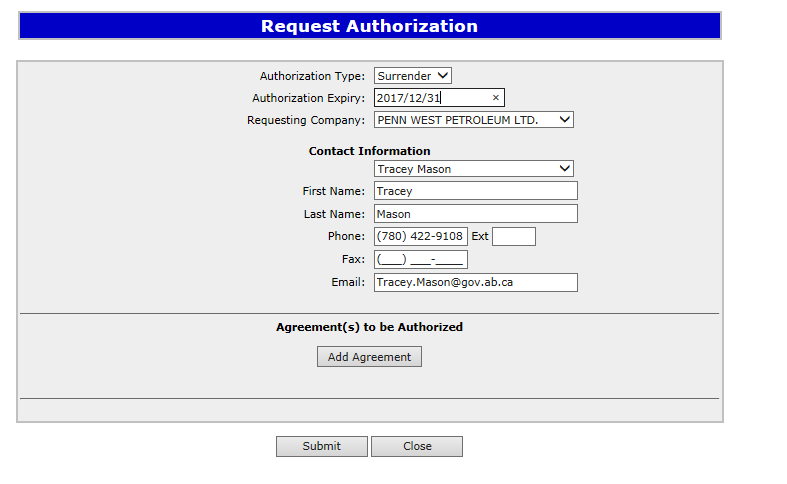 Request Authorization
Authorization Type: Surrender
Authorization Expiry: 2017/12/31 ×
Requesting Company: PENN WEST PETROLEUM LTD.
Contact Information
Tracey Mason
First Name: Tracey
Last Name: Mason
Phone: (780) 422-9108 Ext
Fax: (___) ___-____
Email: Tracey.Mason@gov.ab.ca
Agreement(s) to be Authorized
Add Agreement
Submit Close